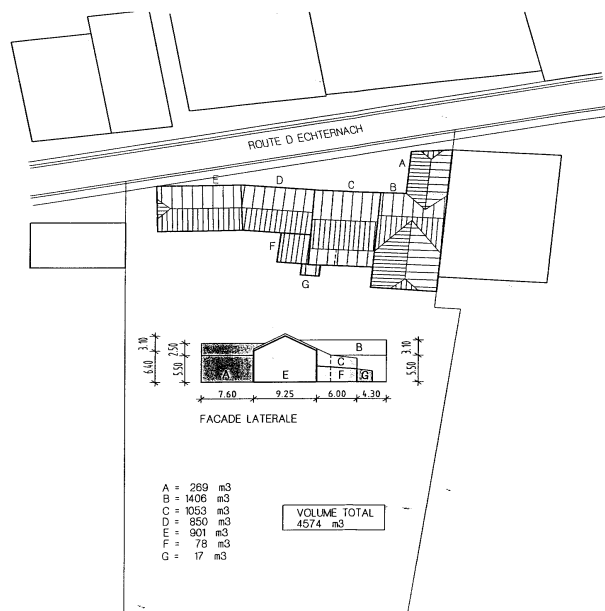 ROUTE D ECHTERNACH
A
E
D
C
B
F
G
3.10
6.40
2.50
5.50
A
E
B
C
F
G
3.10
5.50
7.60
9.25
6.00
4.30
FACADE LATERALE
A = 269 m3
B = 1406 m3
C = 1053 m3
D = 850 m3
E = 901 m3
F = 78 m3
G = 17 m3
VOLUME TOTAL
4574 m3